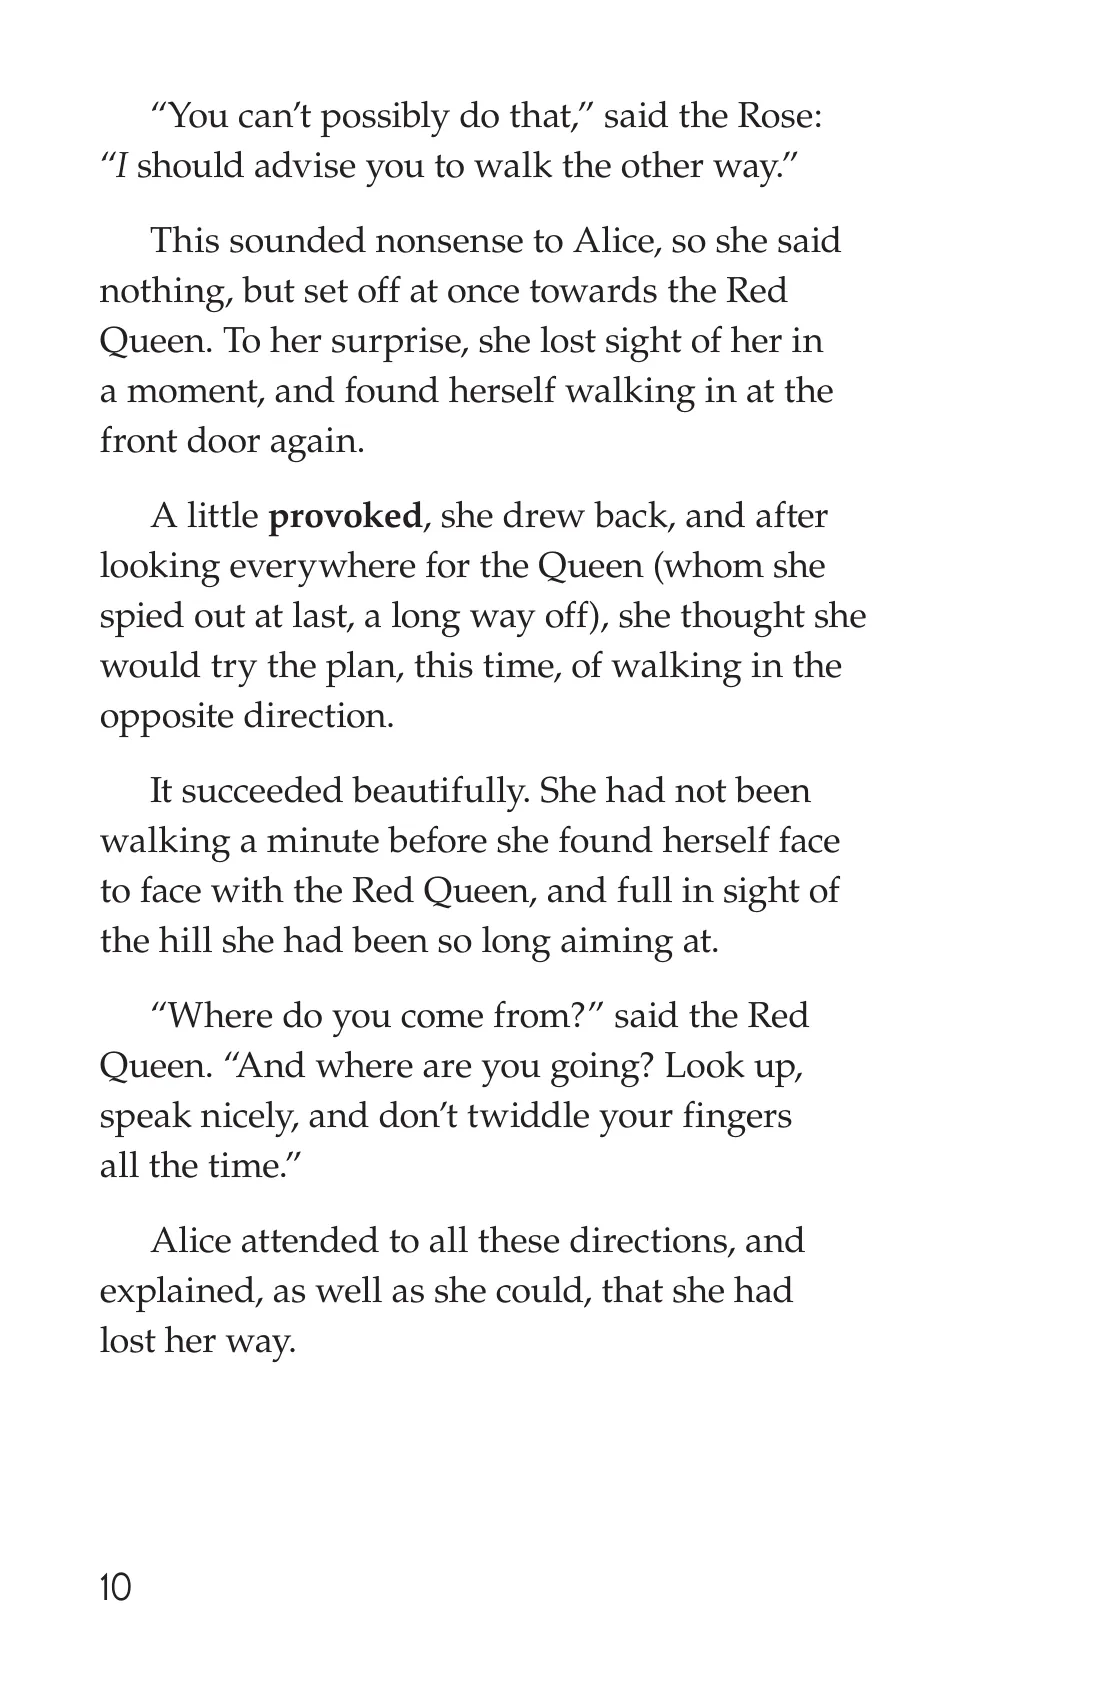 “You can’t possibly do that,” said the Rose:
“I should advise you to walk the other way.”
This sounded nonsense to Alice, so she said
nothing, but set off at once towards the Red
Queen. To her surprise, she lost sight of her in
a moment, and found herself walking in at the
front door again.
A little provoked, she drew back, and after
looking everywhere for the Queen (whom she
spied out at last, a long way off), she thought she
would try the plan, this time, of walking in the
opposite direction.
It succeeded beautifully. She had not been
walking a minute before she found herself face
to face with the Red Queen, and full in sight of
the hill she had been so long aiming at.
“Where do you come from?” said the Red
Queen. “And where are you going? Look up,
speak nicely, and don’t twiddle your fingers
all the time.”
Alice attended to all these directions, and
explained, as well as she could, that she had
lost her way.
10